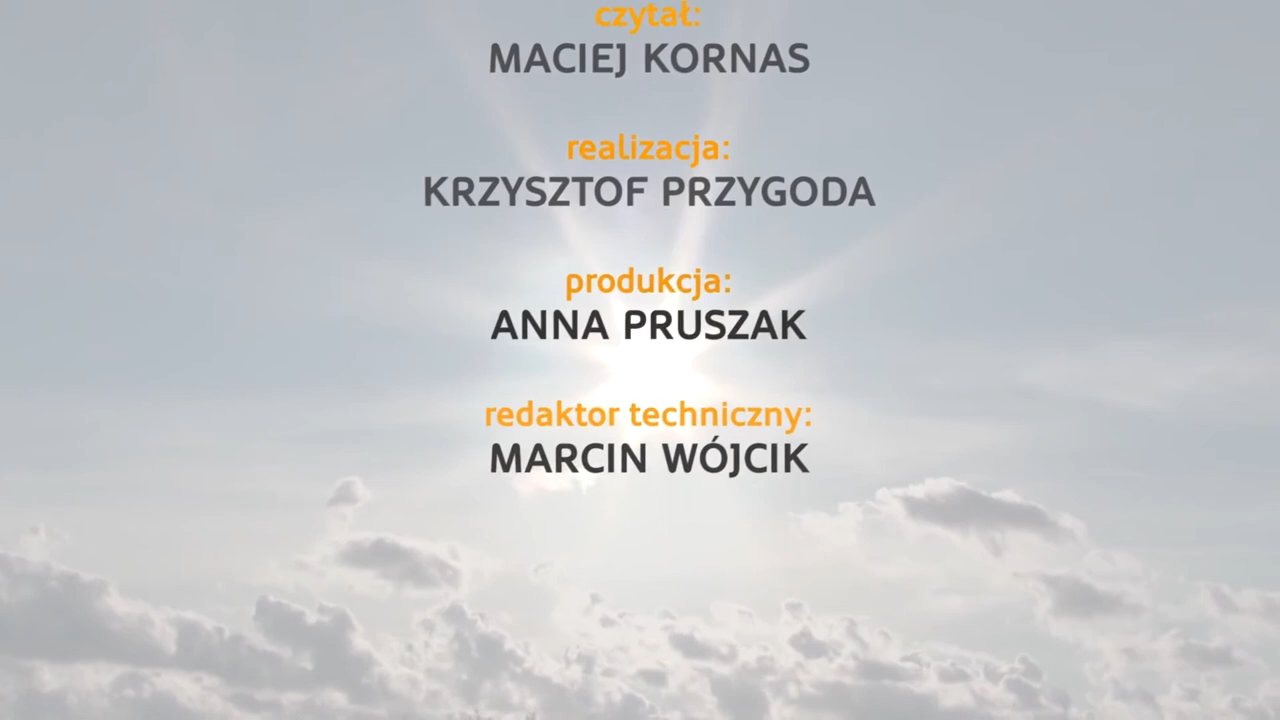 czytał:
MACIEJ KORNAS
realizacja:
KRZYSZTOF PRZYGODA
produkcja:
ANNA PRUSZAK
redaktor techniczny:
MARCIN WÓJCIK